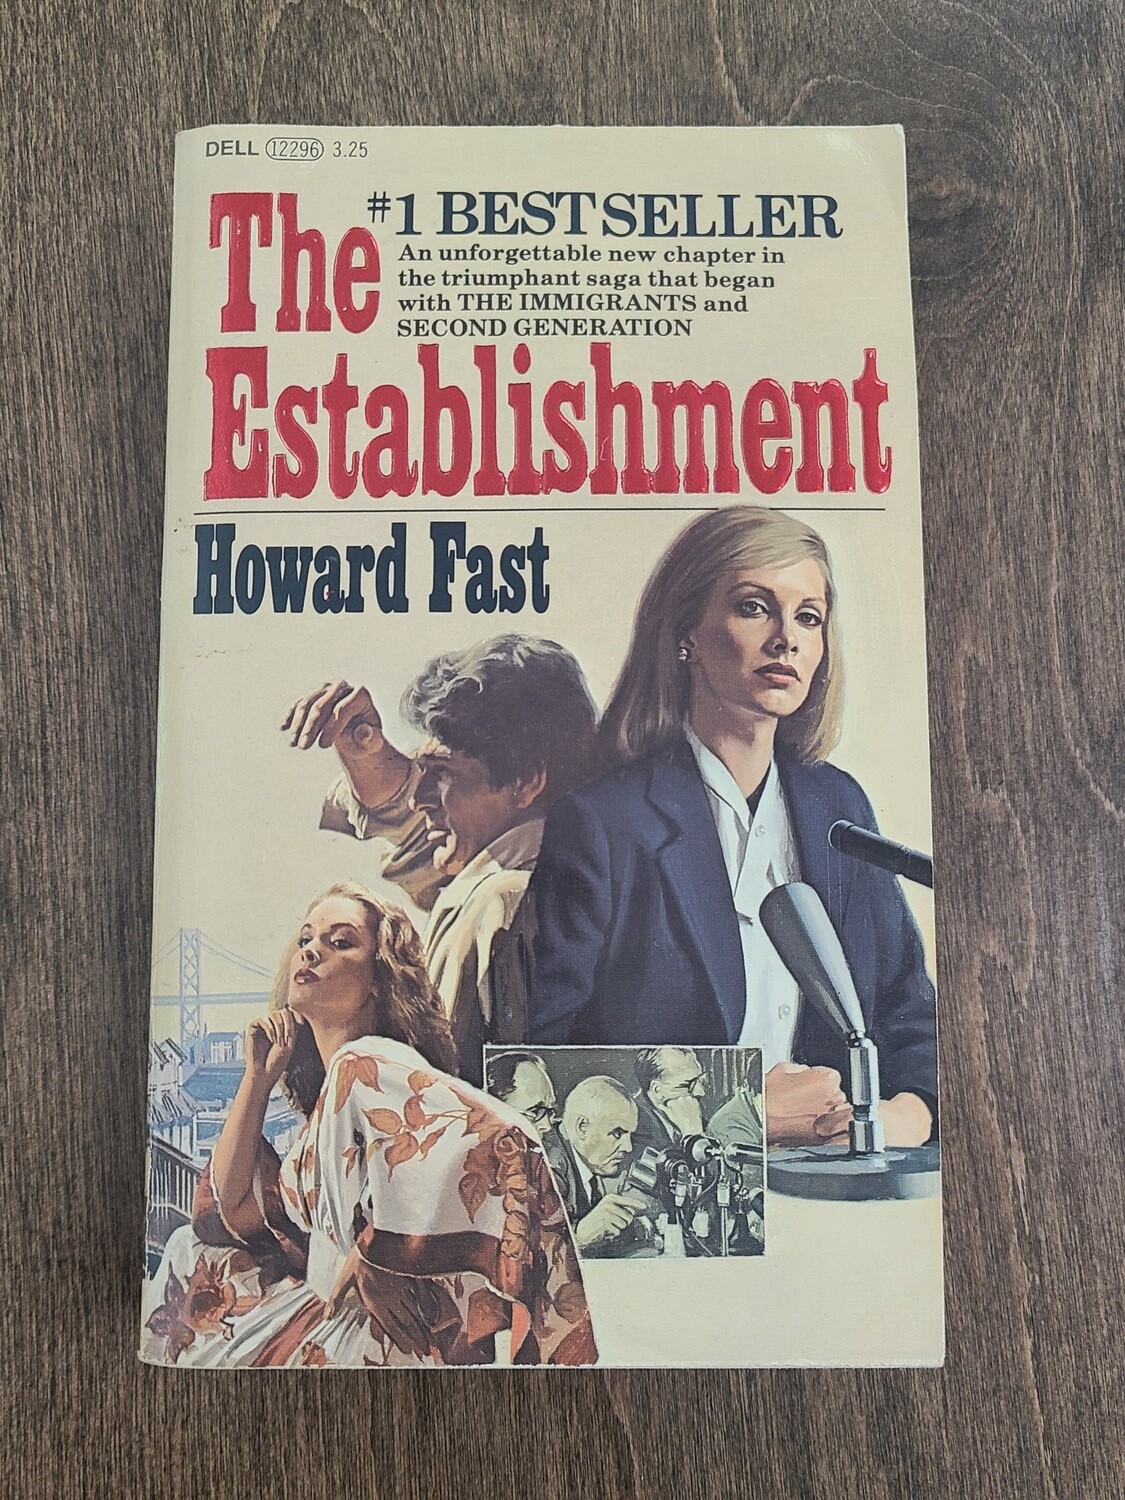 DELL 12296 3.25
The
#1 BESTSELLER
An unforgettable new chapter in
the triumphant saga that began
with THE IMMIGRANTS and
SECOND GENERATION
Establishment
Howard Fast